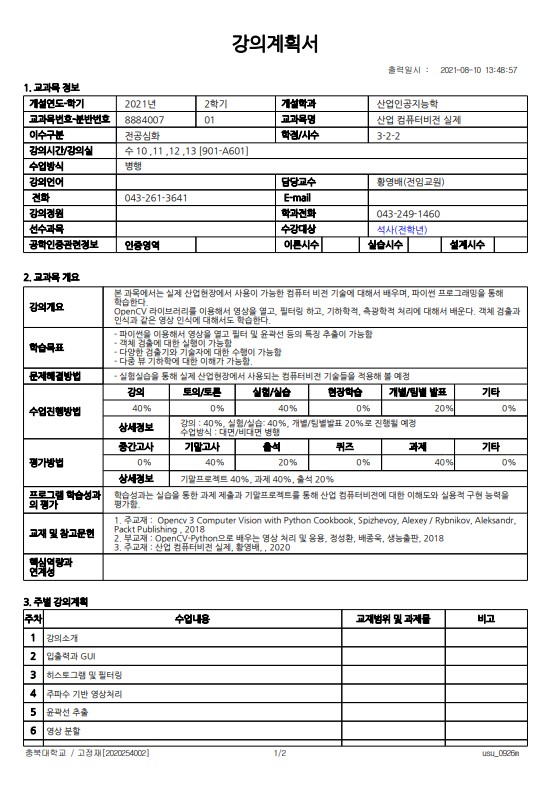 강의계획서
출력일시 : 2021-08-10 13:48:57
1. 교과목 정보
개설연도-학기 2021년 2학기 개설학과 산업인공지능학
교과목번호-분반번호 8884007 01 교과목명 산업 컴퓨터비전 실제
이수구분 전공심화 학점/시수 3-2-2
강의시간/강의실 수 10 ,11 ,12 ,13 [901-A601]
수업방식 병행
강의언어 담당교수 황영배(전임교원)
전화 043-261-3641 E-mail
강의정원 학과전화 043-249-1460
선수과목 수강대상 석사(전학년)
공학인증관련정보 인증영역 이론시수 실습시수 설계시수
2. 교과목 개요
강의개요 본 과목에서는 실제 산업현장에서 사용이 가능한 컴퓨터 비전 기술에 대해서 배우며, 파이썬 프로그래밍을 통해
학습한다.
OpenCV 라이브러리를 이용해서 영상을 열고, 필터링 하고, 기하학적, 측광학적 처리에 대해서 배운다. 객체 검출과
인식과 같은 영상 인식에 대해서도 학습한다.
학습목표 - 파이썬을 이용해서 영상을 열고 필터 및 윤곽선 등의 특징 추출이 가능함
- 객체 검출에 대한 실행이 가능함
- 다양한 검출기와 기술자에 대한 수행이 가능함
- 다중 뷰 기하학에 대한 이해가 가능함.
문제해결방법 - 실험실습을 통해 실제 산업현장에서 사용되는 컴퓨터비전 기술들을 적용해 볼 예정
수업진행방법 강의 토의/토론 실험/실습 현장학습 개별/팀별 발표 기타
40% 0% 40% 0% 20% 0%
상세정보 강의 : 40%, 실험/실습: 40%, 개별/팀별발표 20%로 진행될 예정
수업방식 : 대면/비대면 병행
평가방법 중간고사 기말고사 출석 퀴즈 과제 기타
0% 40% 20% 0% 40% 0%
상세정보 기말프로젝트 40%, 과제 40%, 출석 20%
프로그램 학습성과
의 평가 학습성과는 실습을 통한 과제 제출과 기말프로젝트를 통해 산업 컴퓨터비전에 대한 이해도와 실용적 구현 능력을
평가함.
교재 및 참고문헌 1. 주교재 : Opencv 3 Computer Vision with Python Cookbook, Spizhevoy, Alexey / Rybnikov, Aleksandr,
Packt Publishing , 2018
2. 부교재 : OpenCV-Python으로 배우는 영상 처리 및 응용, 정성환, 배종욱, 생능출판, 2018
3. 주교재 : 산업 컴퓨터비전 실제, 황영배, , 2020
핵심역량과
연계성
3. 주별 강의계획
주차 수업내용 교재범위 및 과제물 비고
1 강의소개
2 입출력과 GUI
3 히스토그램 및 필터링
4 주파수 기반 영상처리
5 윤곽선 추출
6 영상 분할
충북대학교 / 고정재[2020254002] 1/2 usu_0926m